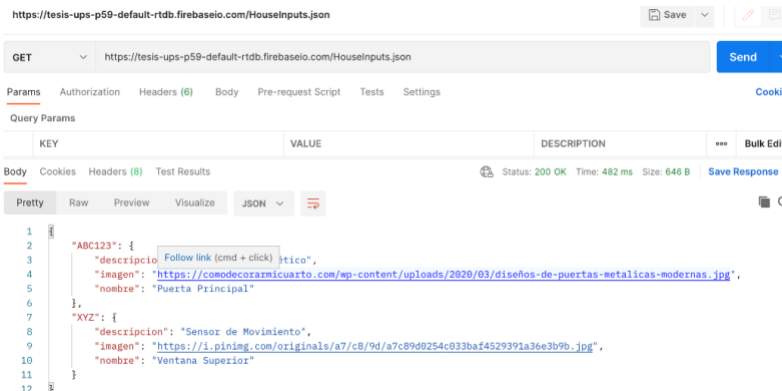 https://tesis-ups-p59-default-rtdb.firebaseio.com/HouseInputs.json Save
GET https://tesis-ups-p59-default-rtdb.firebaseio.com/HouseInputs.json Send
Params Authorization Headers (6) Body Pre-request Script Tests Settings Cooki
Query Params
KEY VALUE DESCRIPTION Bulk Edi
Body Cookies Headers (8) Test Results Status: 200 OK Time: 482 ms Size: 646 B Save Response
Pretty Raw Preview Visualize JSON
1 {
2 "ABC123": {
Follow link (cmd + click)
3 "descripcio ético",
4 "imagen": "https://comodecorarmicuarto.com/wp-content/uploads/2020/03/diseños-de-puertas-metalicas-modernas.jpg",
5 "nombre": "Puerta Principal"
6 },
7 "XYZ": {
8 "descripcion": "Sensor de Movimiento",
9 "imagen": "https://i.pinimg.com/originals/a7/c8/9d/a7c89d0254c033baf4529391a36e3b9b.jpg",
10 "nombre": "Ventana Superior"
11 }
12 }